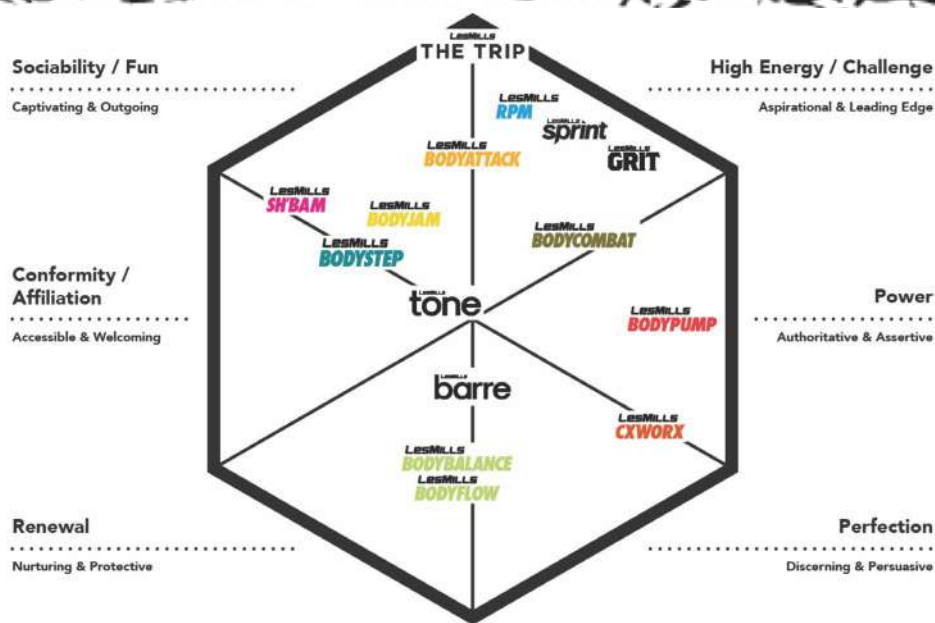 LesMills
THE TRIP
Sociability / Fun
Captivating & Outgoing
High Energy / Challenge
Aspirational & Leading Edge
LesMills
RPM
LesMills
sprint
LesMills
GRIT
LesMills
BODYATTACK
LesMills
SH'BAM
LesMills
BODYJAM
LesMills
BODYSTEP
LesMills
BODYCOMBAT
Conformity /
Affiliation
Accessible & Welcoming
LesMills
tone
Power
Authoritative & Assertive
LesMills
BODYPUMP
LesMills
barre
LesMills
CXWORX
LesMills
BODYBALANCE
LesMills
BODYFLOW
Renewal
Nurturing & Protective
Perfection
Discerning & Persuasive